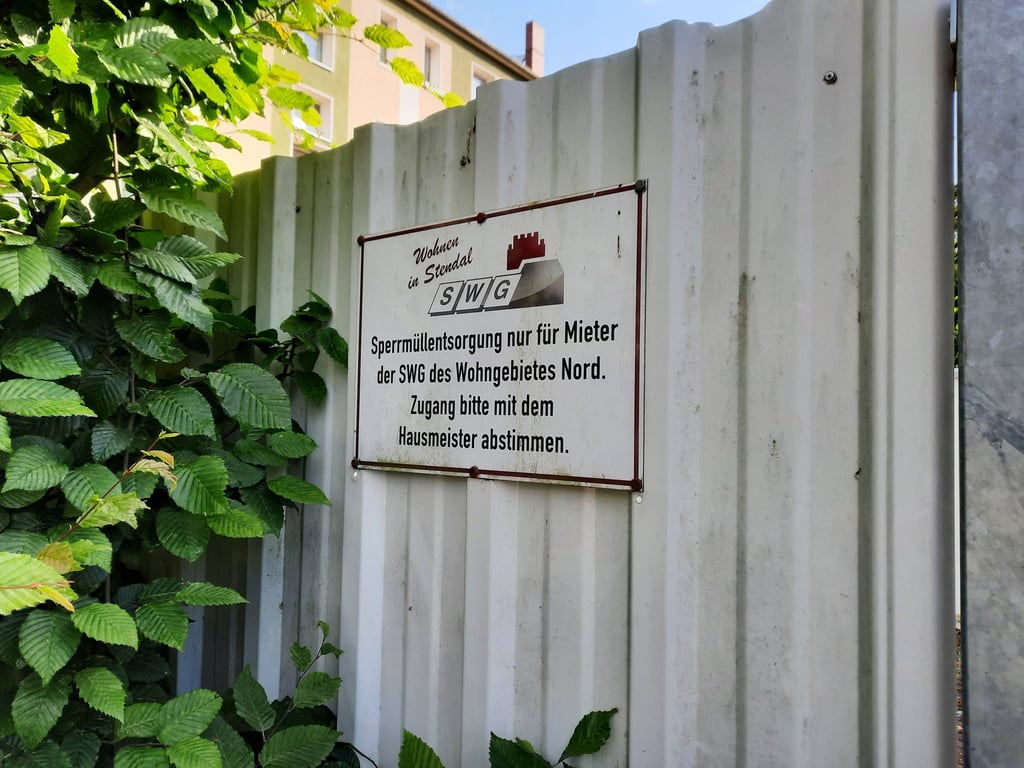 Wohnen
in Stendal
SWG
Sperrmüllentsorgung nur für Mieter
der SWG des Wohngebietes Nord.
Zugang bitte mit dem
Hausmeister abstimmen.